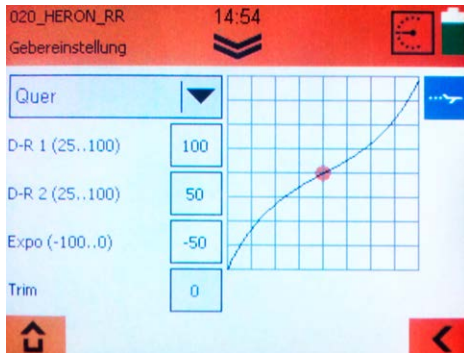 020_HERON_RR 14:54
Gebereinstellung
Quer
D-R 1 (25..100) 100
D-R 2 (25..100) 50
Expo (-100..0) -50
Trim 0